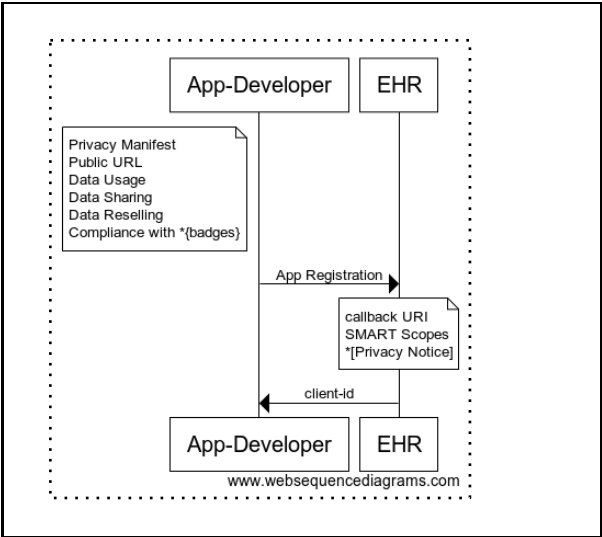 App-Developer
EHR
Privacy Manifest
Public URL
Data Usage
Data Sharing
Data Reselling
Compliance with *{badges}
App Registration
callback URI
SMART Scopes
*[Privacy Notice]
client-id
App-Developer
EHR
www.websequencediagrams.com